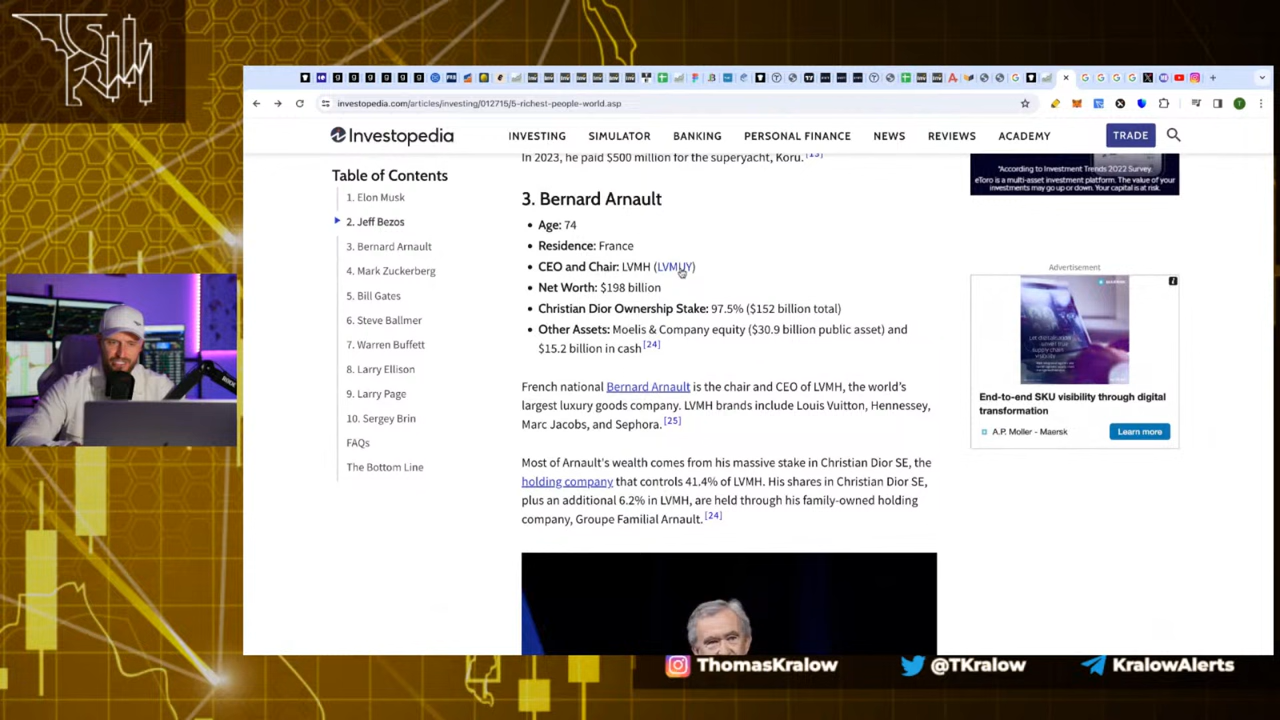 investopedia.com/articles/investing/012715/5-richest-people-world.asp
Investopedia
INVESTING SIMULATOR BANKING PERSONAL FINANCE NEWS REVIEWS ACADEMY TRADE
Table of Contents
1. Elon Musk
2. Jeff Bezos
3. Bernard Arnault
4. Mark Zuckerberg
5. Bill Gates
6. Steve Ballmer
7. Warren Buffett
8. Larry Ellison
9. Larry Page
10. Sergey Brin
FAQs
The Bottom Line
In 2023, he paid $500 million for the superyacht, Koru.
3. Bernard Arnault
Age: 74
Residence: France
CEO and Chair: LVMH (LVMUY)
Net Worth: $198 billion
Christian Dior Ownership Stake: 97.5% ($152 billion total)
Other Assets: Moelis & Company equity ($30.9 billion public asset) and
$15.2 billion in cash [24]
French national Bernard Arnault is the chair and CEO of LVMH, the world's
largest luxury goods company. LVMH brands include Louis Vuitton, Hennessey,
Marc Jacobs, and Sephora. [25]
Most of Arnault's wealth comes from his massive stake in Christian Dior SE, the
holding company that controls 41.4% of LVMH. His shares in Christian Dior SE,
plus an additional 6.2% in LVMH, are held through his family-owned holding
company, Groupe Familial Arnault. [24]
"According to Investment Trends 2022 Survey.
eToro is a multi-asset investment platform. The value of your
investments may go up or down. Your capital is at risk.
Advertisement
End-to-end SKU visibility through digital
transformation
A.P. Moller - Maersk
Learn more
ThomasKralow @TKralow KralowAlerts